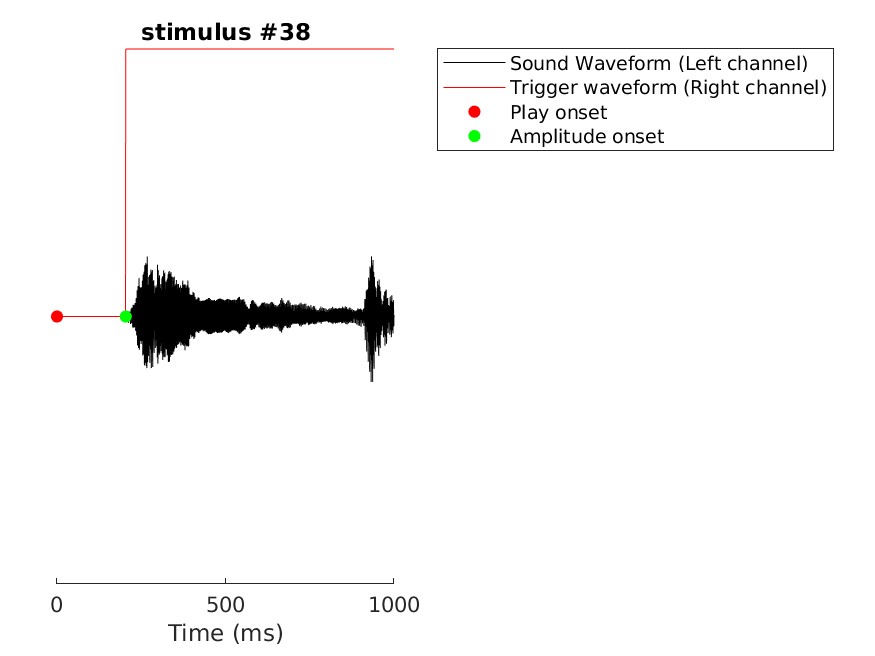 stimulus #38
Sound Waveform (Left channel)
Trigger waveform (Right channel)
Play onset
Amplitude onset
0 500 1000
Time (ms)